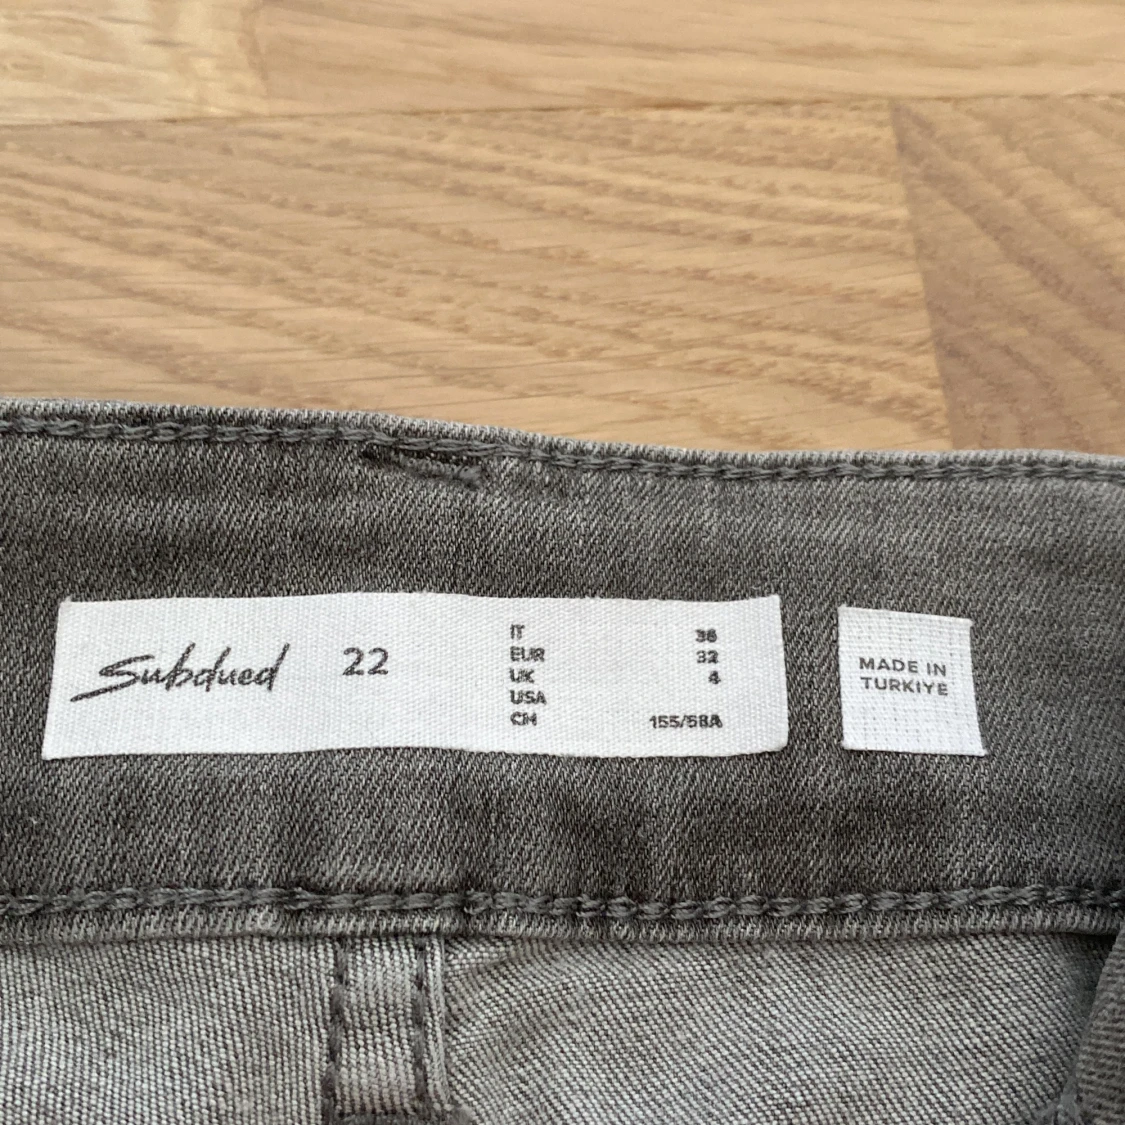 Subdued 22
IT 36
EUR 32
UK 4
USA
CH 155/58A
MADE IN
TURKIYE